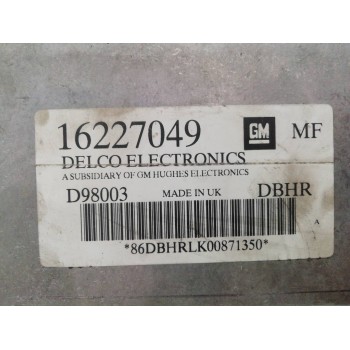 16227049 GM MF
DELCO ELECTRONICS
A SUBSIDIARY OF GM HUGHES ELECTRONICS
D98003 MADE IN UK DBHR
A
*86DBHRLK00871350*